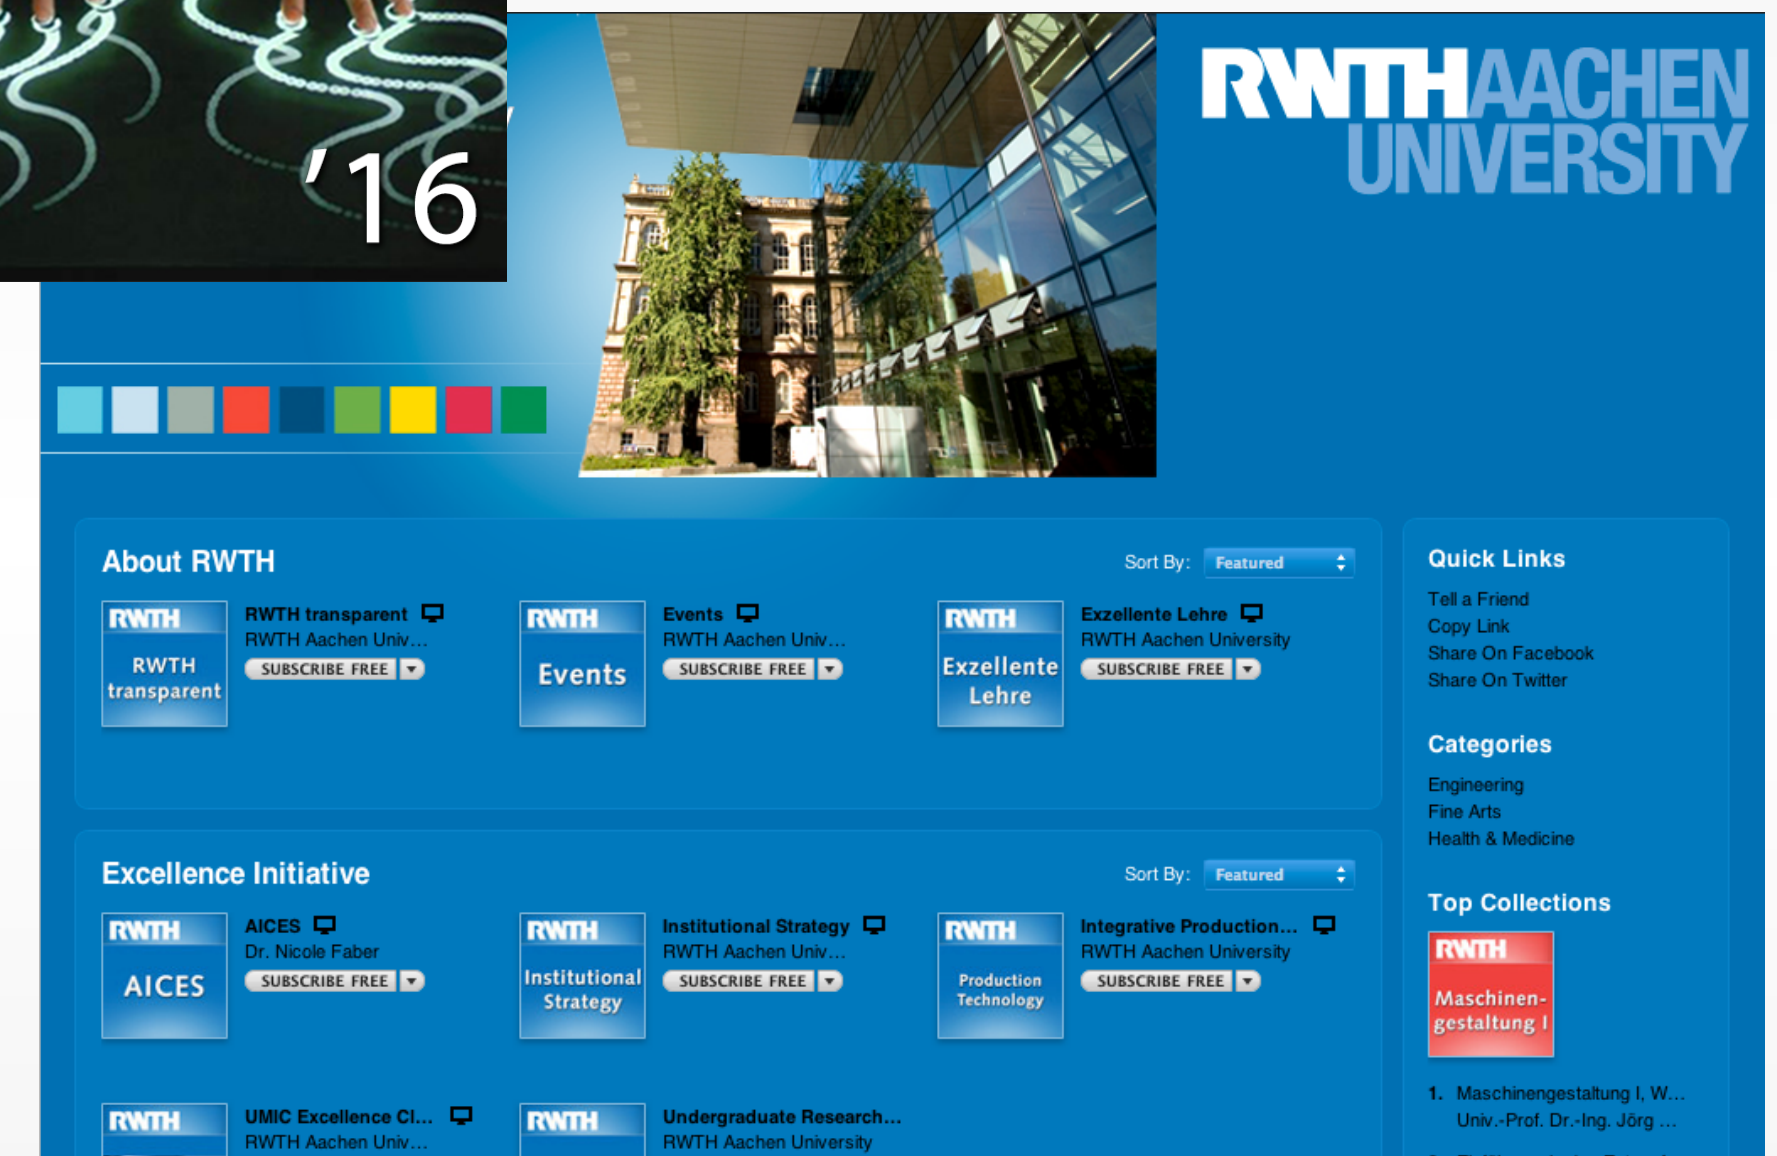 ’16
RWTHAACHEN
UNIVERSITY
About RWTH
Sort By: Featured
RWTH
RWTH
transparent
RWTH transparent
RWTH Aachen Univ...
SUBSCRIBE FREE
RWTH
Events
Events
RWTH Aachen Univ...
SUBSCRIBE FREE
RWTH
Exzellente
Lehre
Exzellente Lehre
RWTH Aachen University
SUBSCRIBE FREE
Excellence Initiative
Sort By: Featured
RWTH
AICES
AICES
Dr. Nicole Faber
SUBSCRIBE FREE
RWTH
Institutional
Strategy
Institutional Strategy
RWTH Aachen Univ...
SUBSCRIBE FREE
RWTH
Production
Technology
Integrative Production...
RWTH Aachen University
SUBSCRIBE FREE
RWTH
UMIC Excellence Cl...
RWTH Aachen Univ...
RWTH
Undergraduate Research...
RWTH Aachen University
Quick Links
Tell a Friend
Copy Link
Share On Facebook
Share On Twitter
Categories
Engineering
Fine Arts
Health & Medicine
Top Collections
RWTH
Maschinen-
gestaltung I
1. Maschinengestaltung I, W...
Univ.-Prof. Dr.-Ing. Jörg ...